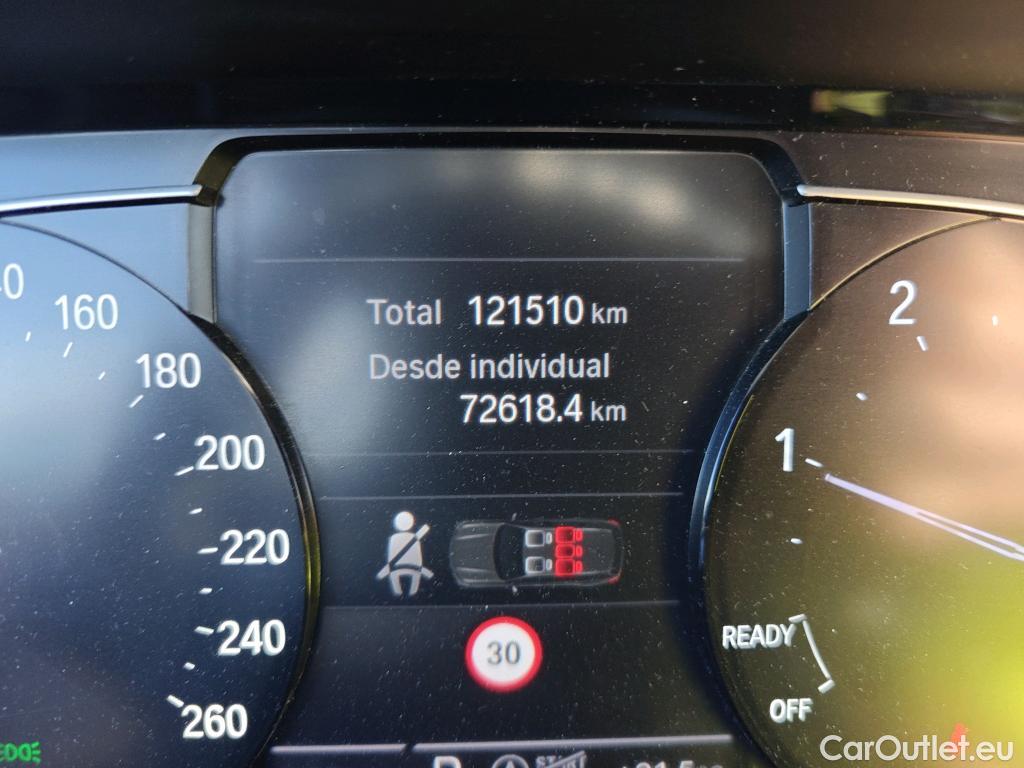 Total 121510 km
Desde individual
72618.4 km
160
180
200
220
240
260
2
1
READY
OFF
30
CarOutlet.eu